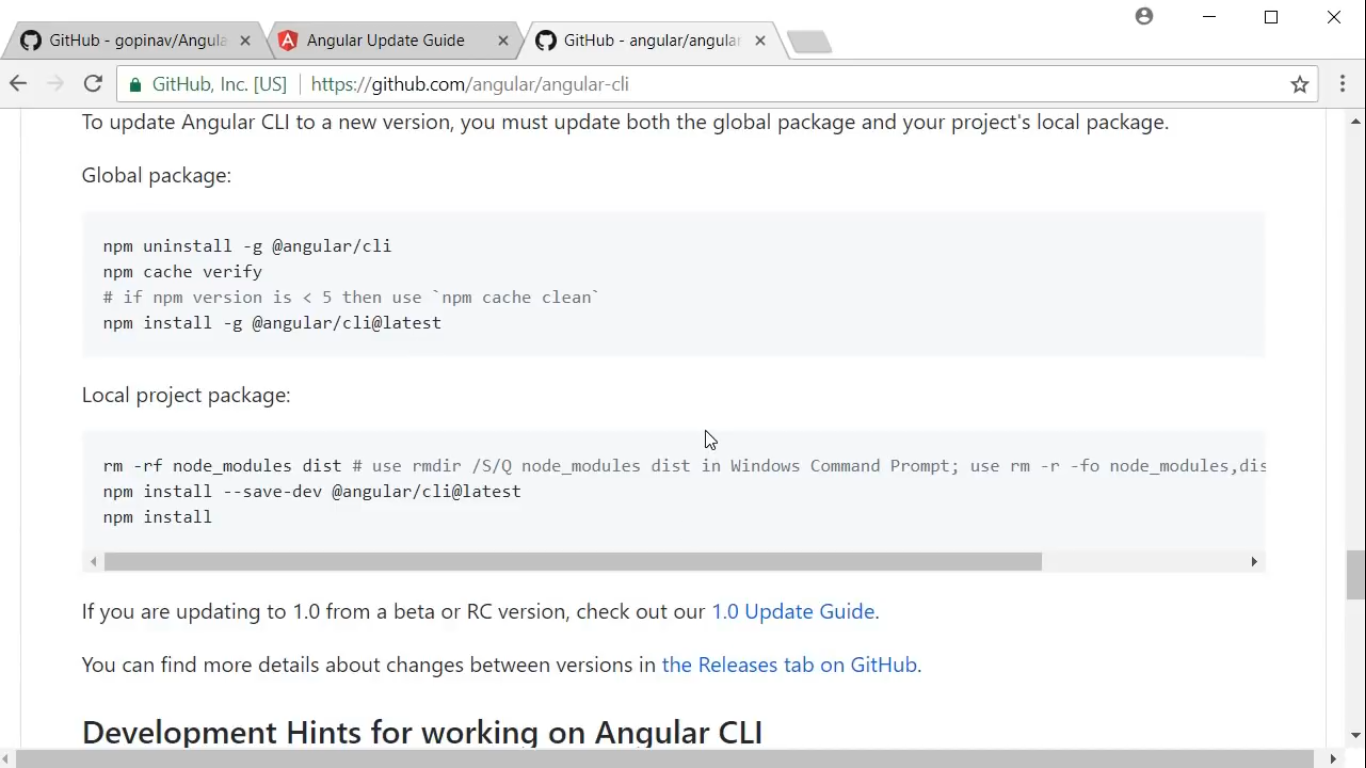 GitHub - gopinav/Angula
Angular Update Guide
GitHub - angular/angular
GitHub, Inc. [US]
https://github.com/angular/angular-cli
To update Angular CLI to a new version, you must update both the global package and your project's local package.
Global package:
npm uninstall -g @angular/cli
npm cache verify
# if npm version is < 5 then use `npm cache clean`
npm install -g @angular/cli@latest
Local project package:
rm -rf node_modules dist # use rmdir /S/Q node_modules dist in Windows Command Prompt; use rm -r -fo node_modules,dis
npm install --save-dev @angular/cli@latest
npm install
If you are updating to 1.0 from a beta or RC version, check out our 1.0 Update Guide.
You can find more details about changes between versions in the Releases tab on GitHub.
Development Hints for working on Angular CLI